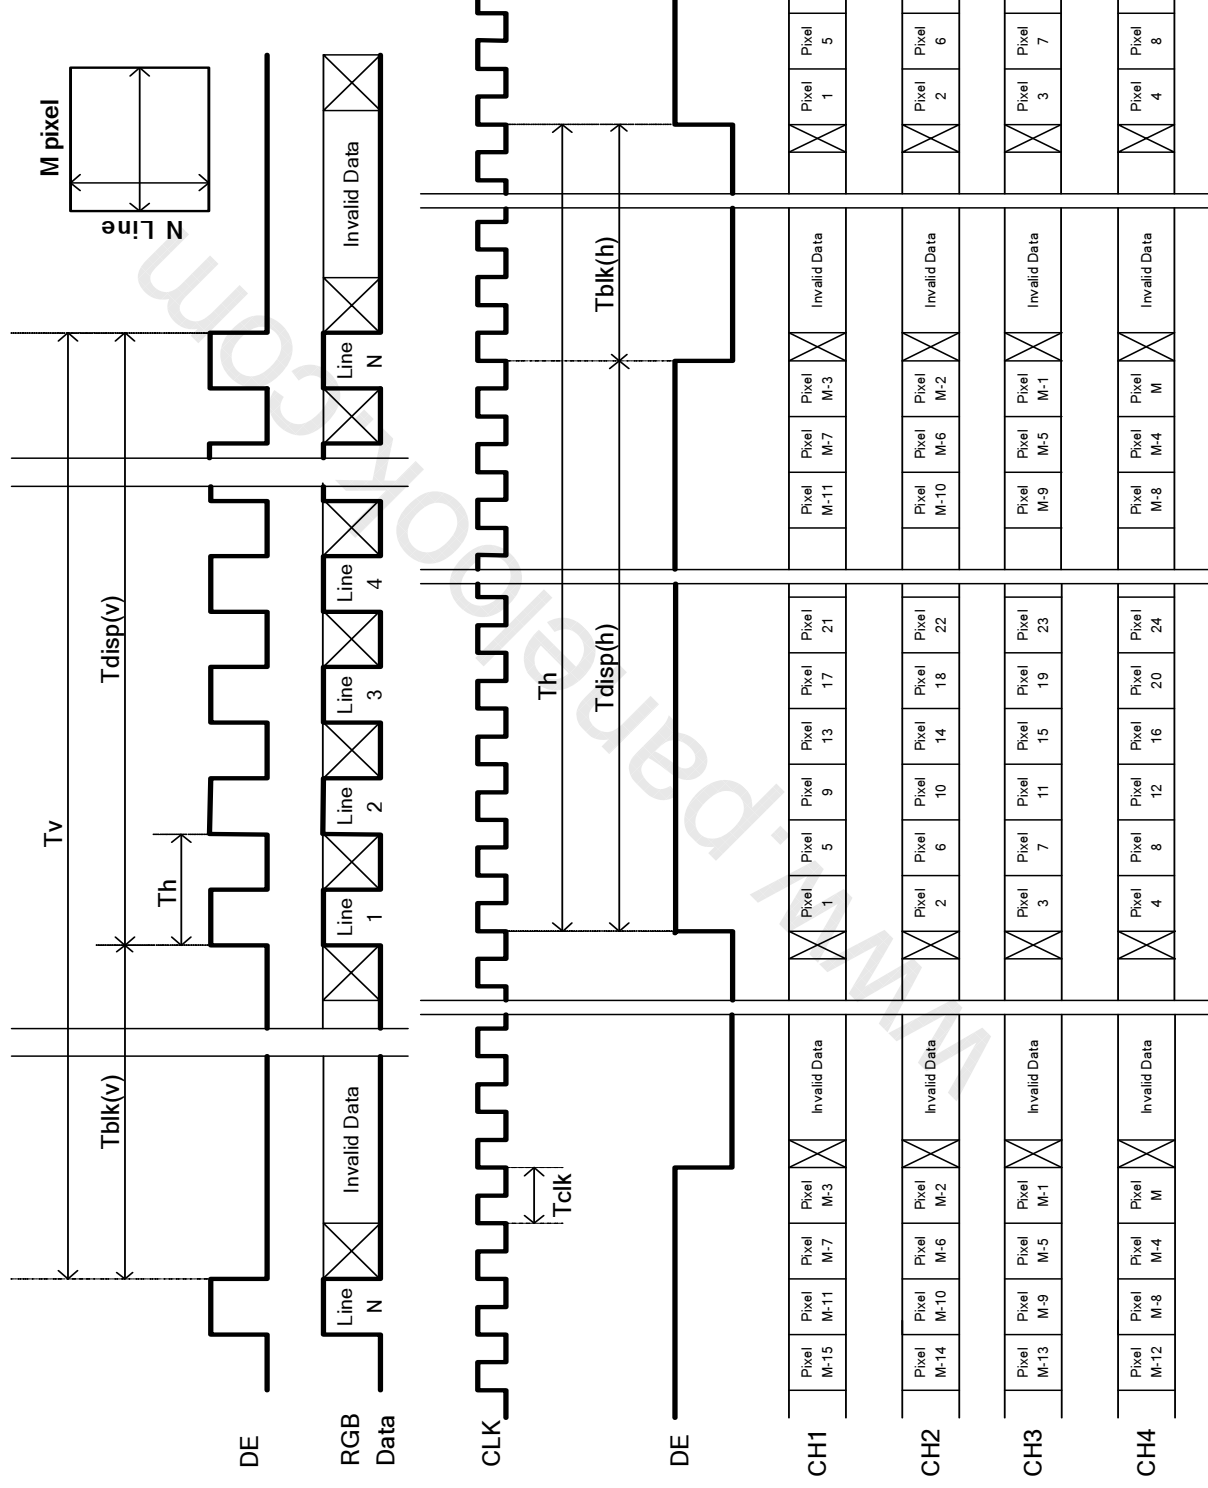 M pixel
N Line
Tv
Tblk(v) Tdisp(v)
Th
DE
RGB
Data
Line N Invalid Data Line 1 Line 2 Line 3 Line 4 Line N Invalid Data
CLK
Tclk
Th
Tdisp(h) Tblk(h)
DE
CH1
Pixel M-15 Pixel M-11 Pixel M-7 Pixel M-3 Invalid Data Pixel 1 Pixel 5 Pixel 9 Pixel 13 Pixel 17 Pixel 21 Pixel M-11 Pixel M-7 Pixel M-3 Invalid Data Pixel 1 Pixel 5
CH2
Pixel M-14 Pixel M-10 Pixel M-6 Pixel M-2 Invalid Data Pixel 2 Pixel 6 Pixel 10 Pixel 14 Pixel 18 Pixel 22 Pixel M-10 Pixel M-6 Pixel M-2 Invalid Data Pixel 2 Pixel 6
CH3
Pixel M-13 Pixel M-9 Pixel M-5 Pixel M-1 Invalid Data Pixel 3 Pixel 7 Pixel 11 Pixel 15 Pixel 19 Pixel 23 Pixel M-9 Pixel M-5 Pixel M-1 Invalid Data Pixel 3 Pixel 7
CH4
Pixel M-12 Pixel M-8 Pixel M-4 Pixel M Invalid Data Pixel 4 Pixel 8 Pixel 12 Pixel 16 Pixel 20 Pixel 24 Pixel M-8 Pixel M-4 Pixel M Invalid Data Pixel 4 Pixel 8
www.panelook.com